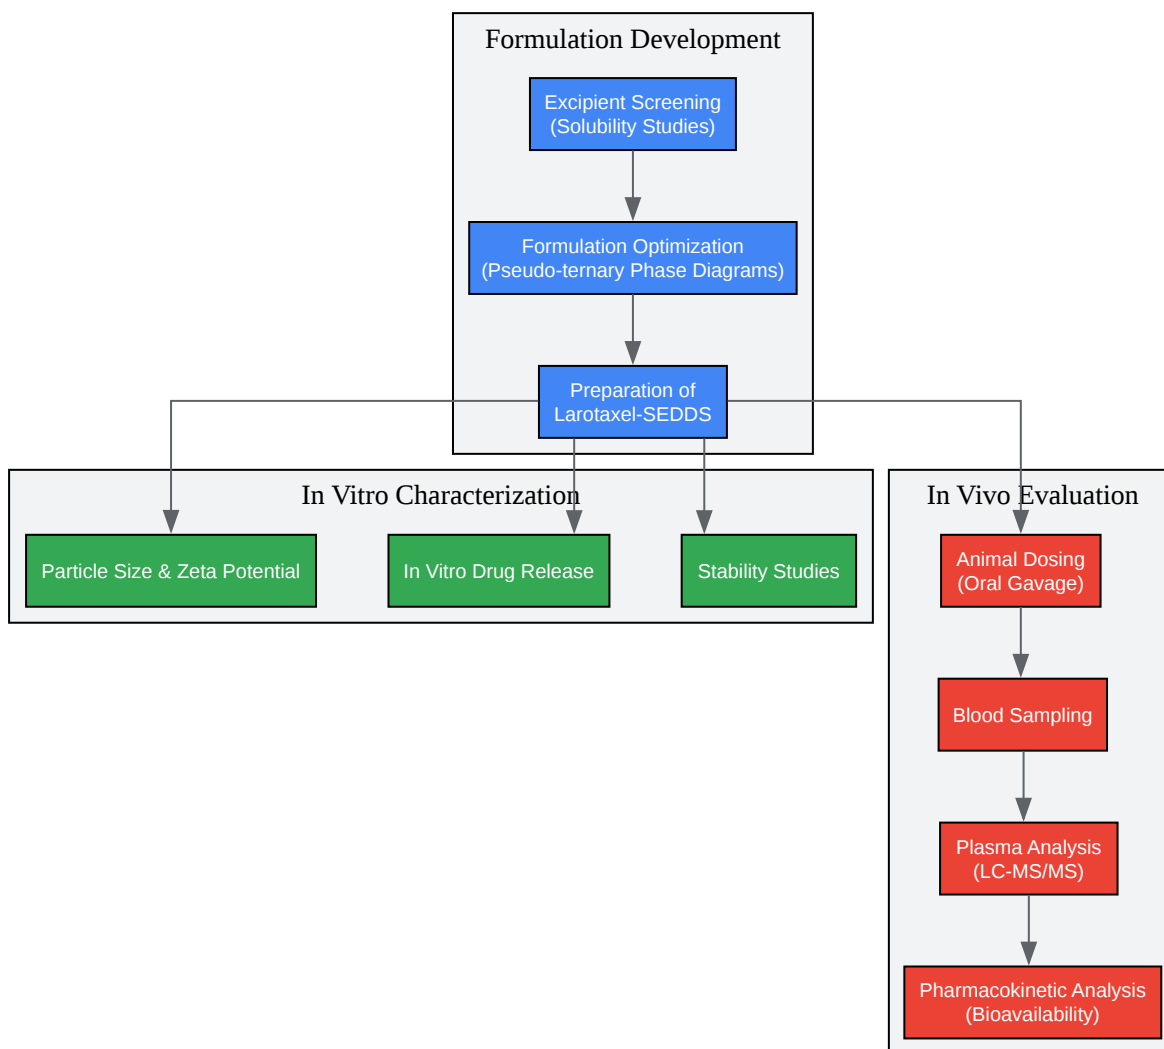 Formulation Development
Excipient Screening
(Solubility Studies)
Formulation Optimization
(Pseudo-ternary Phase Diagrams)
Preparation of
Larotaxel-SEDDS
In Vitro Characterization
Particle Size & Zeta Potential
In Vitro Drug Release
Stability Studies
In Vivo Evaluation
Animal Dosing
(Oral Gavage)
Blood Sampling
Plasma Analysis
(LC-MS/MS)
Pharmacokinetic Analysis
(Bioavailability)